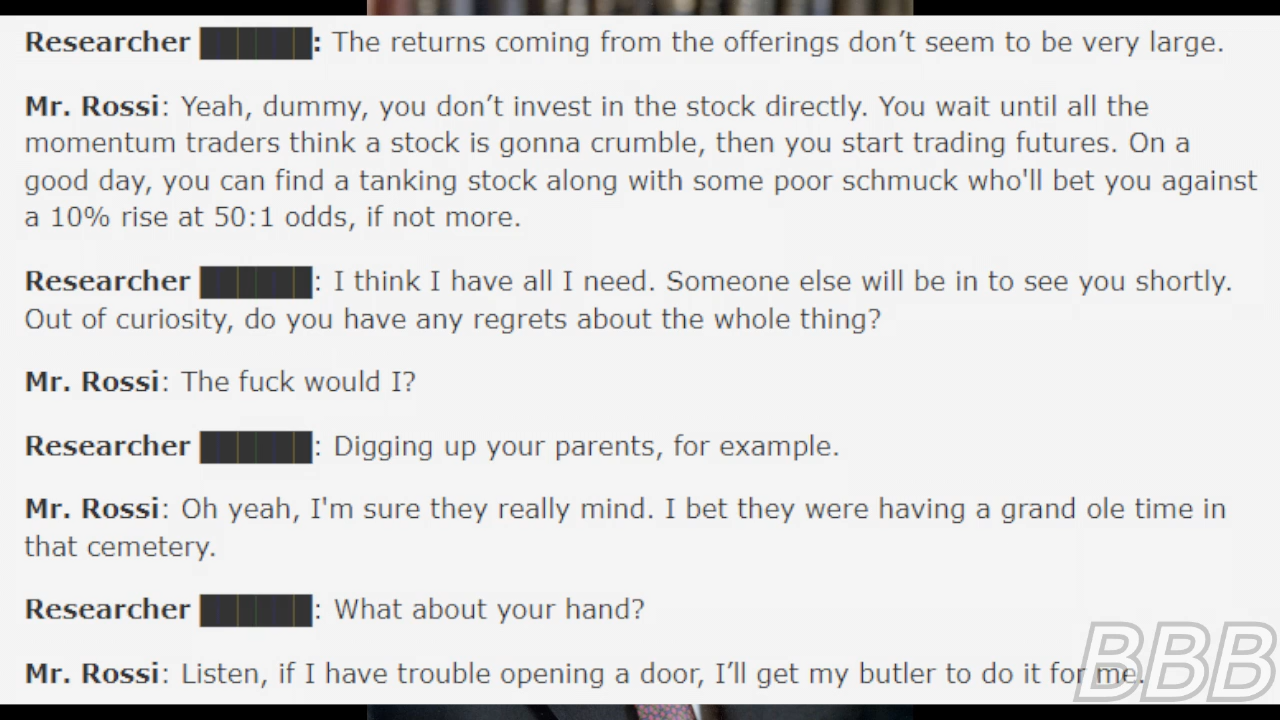 Researcher ██████: The returns coming from the offerings don’t seem to be very large.
Mr. Rossi: Yeah, dummy, you don’t invest in the stock directly. You wait until all the
momentum traders think a stock is gonna crumble, then you start trading futures. On a
good day, you can find a tanking stock along with some poor schmuck who'll bet you against
a 10% rise at 50:1 odds, if not more.
Researcher ██████: I think I have all I need. Someone else will be in to see you shortly.
Out of curiosity, do you have any regrets about the whole thing?
Mr. Rossi: The fuck would I?
Researcher ██████: Digging up your parents, for example.
Mr. Rossi: Oh yeah, I'm sure they really mind. I bet they were having a grand ole time in
that cemetery.
Researcher ██████: What about your hand?
Mr. Rossi: Listen, if I have trouble opening a door, I’ll get my butler to do it for me.
BBB